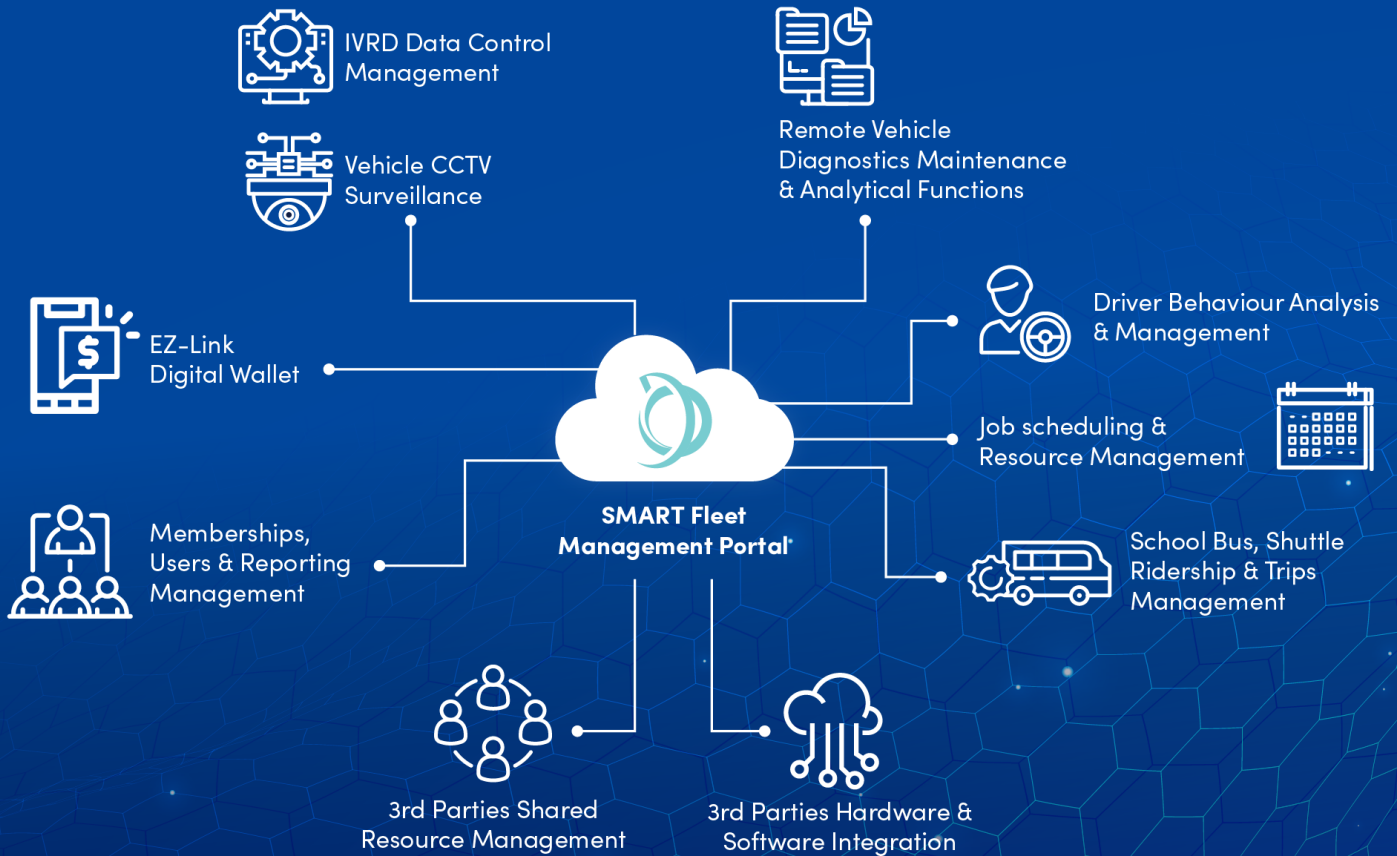 IVRD Data Control
Management
Vehicle CCTV
Surveillance
Remote Vehicle
Diagnostics Maintenance
& Analytical Functions
EZ-Link
Digital Wallet
$
Driver Behaviour Analysis
& Management
Job scheduling &
Resource Management
SMART Fleet
Management Portal
Memberships,
Users & Reporting
Management
School Bus, Shuttle
Ridership & Trips
Management
3rd Parties Shared
Resource Management
3rd Parties Hardware &
Software Integration